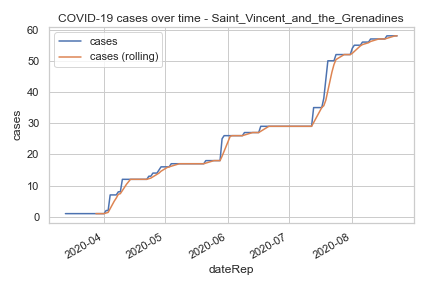 COVID-19 cases over time - Saint_Vincent_and_the_Grenadines
cases
cases (rolling)
60
50
40
30
20
10
0
cases
2020-04
2020-05
2020-06
2020-07
2020-08
dateRep